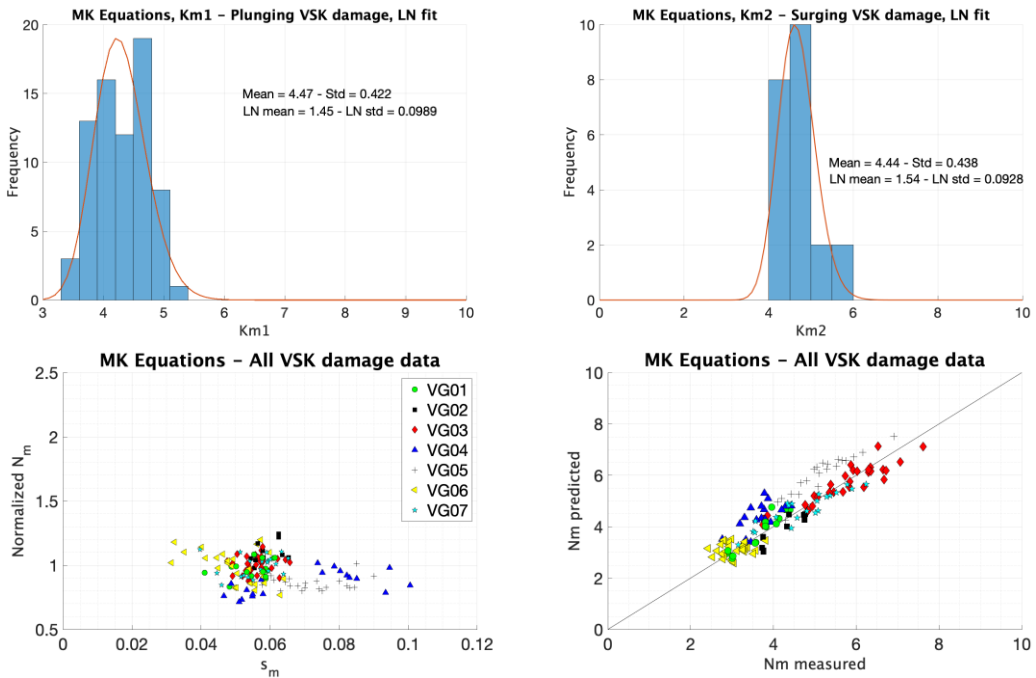 MK Equations, Km1 – Plunging VSK damage, LN fit
20
15
10
5
0
Frequency
Mean = 4.47 - Std = 0.422
LN mean = 1.45 - LN std = 0.0989
3 4 5 6 7 8 9 10
Km1
MK Equations, Km2 – Surging VSK damage, LN fit
10
8
6
4
2
0
Frequency
Mean = 4.44 - Std = 0.438
LN mean = 1.54 - LN std = 0.0928
0 2 4 6 8 10
Km2
MK Equations – All VSK damage data
2.5
2
1.5
1
0.5
Normalized N_m
VG01
VG02
VG03
VG04
VG05
VG06
VG07
0 0.02 0.04 0.06 0.08 0.1 0.12
s_m
MK Equations – All VSK damage data
10
8
6
4
2
0
Nm predicted
0 2 4 6 8 10
Nm measured